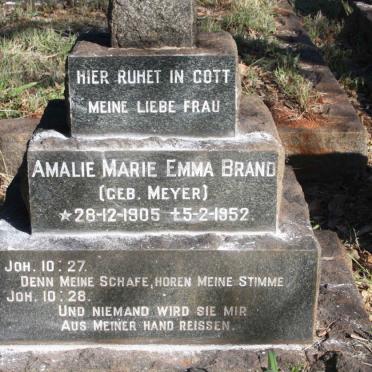 HIER RUHET IN GOTT
MEINE LIEBE FRAU
AMALIE MARIE EMMA BRAND
(GEB. MEYER)
*28-12-1905 †5-2-1952.
JOH. 10:27.
DENN MEINE SCHAFE, HOREN MEINE STIMME
JOH. 10:28.
UND NIEMAND WIRD SIE MIR
AUS MEINER HAND REISSEN.